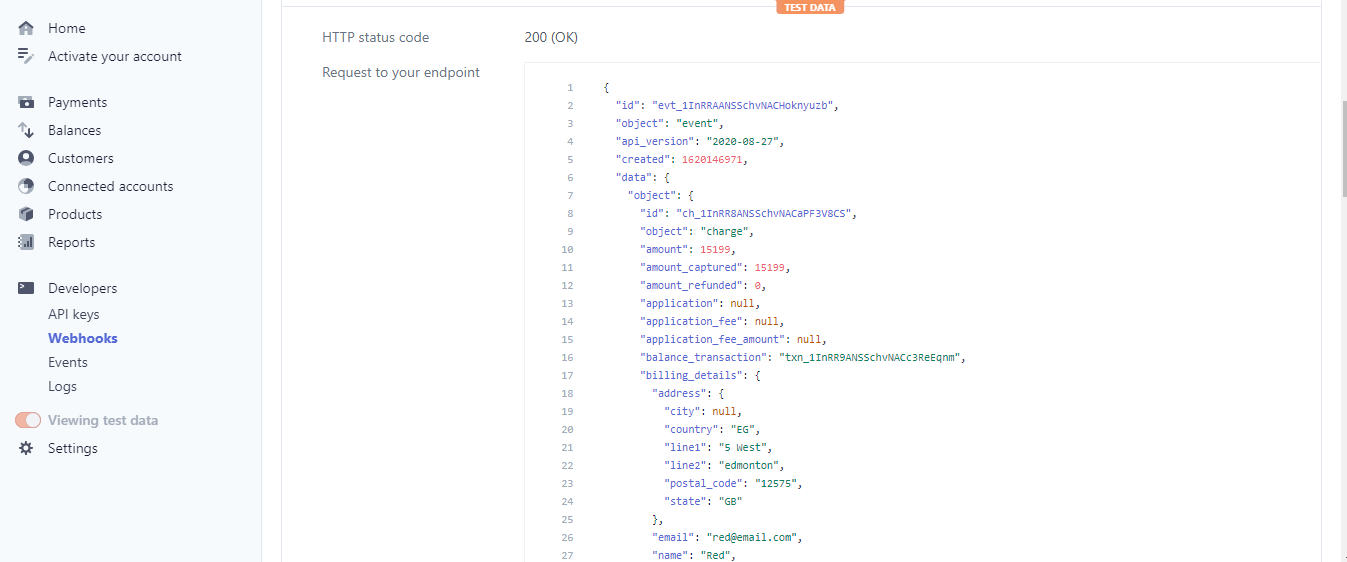 TEST DATA
Home
Activate your account
Payments
Balances
Customers
Connected accounts
Products
Reports
Developers
API keys
Webhooks
Events
Logs
Viewing test data
Settings
HTTP status code 200 (OK)
Request to your endpoint
1 {
2 "id": "evt_1InRRAANSSchvNACHoknyuzb",
3 "object": "event",
4 "api_version": "2020-08-27",
5 "created": 1620146971,
6 "data": {
7 "object": {
8 "id": "ch_1InRR8ANSSchvNACaPF3V8CS",
9 "object": "charge",
10 "amount": 15199,
11 "amount_captured": 15199,
12 "amount_refunded": 0,
13 "application": null,
14 "application_fee": null,
15 "application_fee_amount": null,
16 "balance_transaction": "txn_1InRR9ANSSchvNACc3ReEqnm",
17 "billing_details": {
18 "address": {
19 "city": null,
20 "country": "EG",
21 "line1": "5 West",
22 "line2": "edmonton",
23 "postal_code": "12575",
24 "state": "GB"
25 },
26 "email": "red@email.com",
27 "name": "Red",